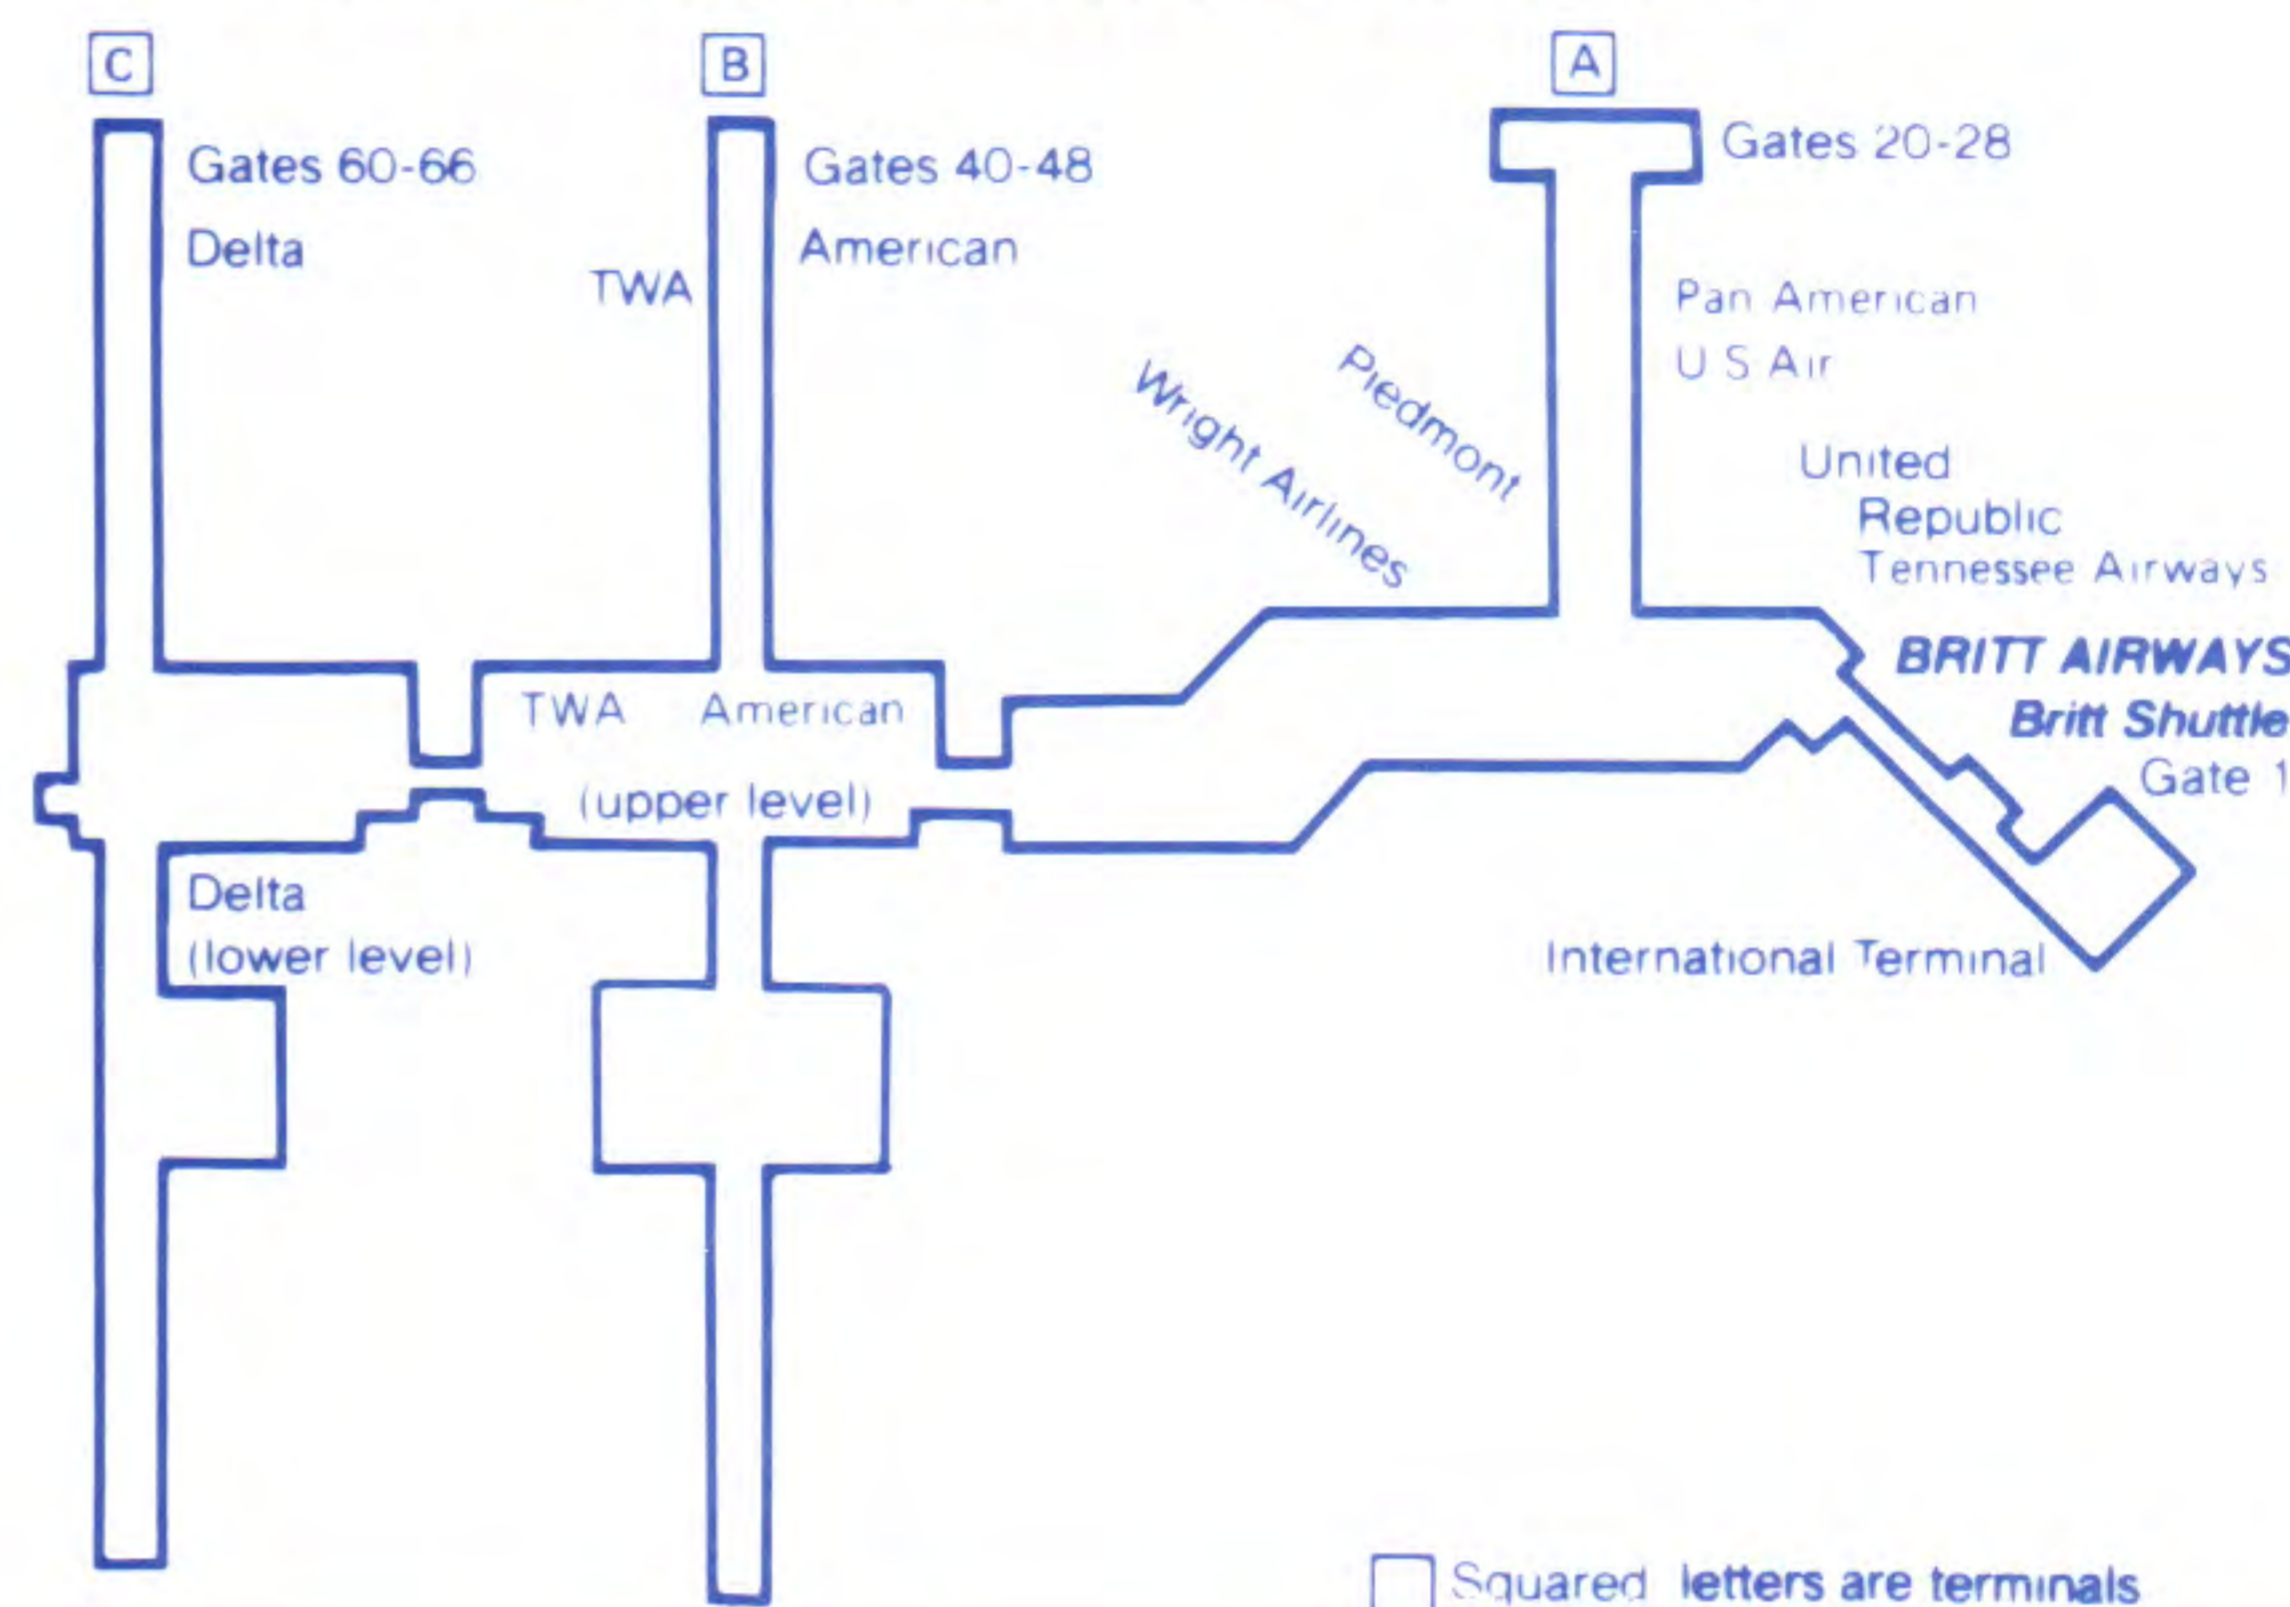 C
B
A
Gates 60-66
Delta
Gates 40-48
American
TWA
Gates 20-28
Pan American
U S Air
Piedmont
Wright Airlines
United
Republic
Tennessee Airways
BRITT AIRWAYS
Britt Shuttle
Gate 1
TWA American
(upper level)
Delta
(lower level)
International Terminal
Squared letters are terminals